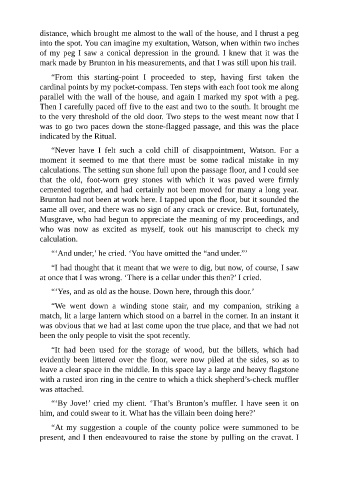 distance, which brought me almost to the wall of the house, and I thrust a peg
into the spot. You can imagine my exultation, Watson, when within two inches
of my peg I saw a conical depression in the ground. I knew that it was the
mark made by Brunton in his measurements, and that I was still upon his trail.
“From this starting-point I proceeded to step, having first taken the
cardinal points by my pocket-compass. Ten steps with each foot took me along
parallel with the wall of the house, and again I marked my spot with a peg.
Then I carefully paced off five to the east and two to the south. It brought me
to the very threshold of the old door. Two steps to the west meant now that I
was to go two paces down the stone-flagged passage, and this was the place
indicated by the Ritual.
“Never have I felt such a cold chill of disappointment, Watson. For a
moment it seemed to me that there must be some radical mistake in my
calculations. The setting sun shone full upon the passage floor, and I could see
that the old, foot-worn grey stones with which it was paved were firmly
cemented together, and had certainly not been moved for many a long year.
Brunton had not been at work here. I tapped upon the floor, but it sounded the
same all over, and there was no sign of any crack or crevice. But, fortunately,
Musgrave, who had begun to appreciate the meaning of my proceedings, and
who was now as excited as myself, took out his manuscript to check my
calculation.
“‘And under,’ he cried. ‘You have omitted the “and under.”’
“I had thought that it meant that we were to dig, but now, of course, I saw
at once that I was wrong. ‘There is a cellar under this then?’ I cried.
“‘Yes, and as old as the house. Down here, through this door.’
“We went down a winding stone stair, and my companion, striking a
match, lit a large lantern which stood on a barrel in the corner. In an instant it
was obvious that we had at last come upon the true place, and that we had not
been the only people to visit the spot recently.
“It had been used for the storage of wood, but the billets, which had
evidently been littered over the floor, were now piled at the sides, so as to
leave a clear space in the middle. In this space lay a large and heavy flagstone
with a rusted iron ring in the centre to which a thick shepherd’s-check muffler
was attached.
“‘By Jove!’ cried my client. ‘That’s Brunton’s muffler. I have seen it on
him, and could swear to it. What has the villain been doing here?’
“At my suggestion a couple of the county police were summoned to be
present, and I then endeavoured to raise the stone by pulling on the cravat. I